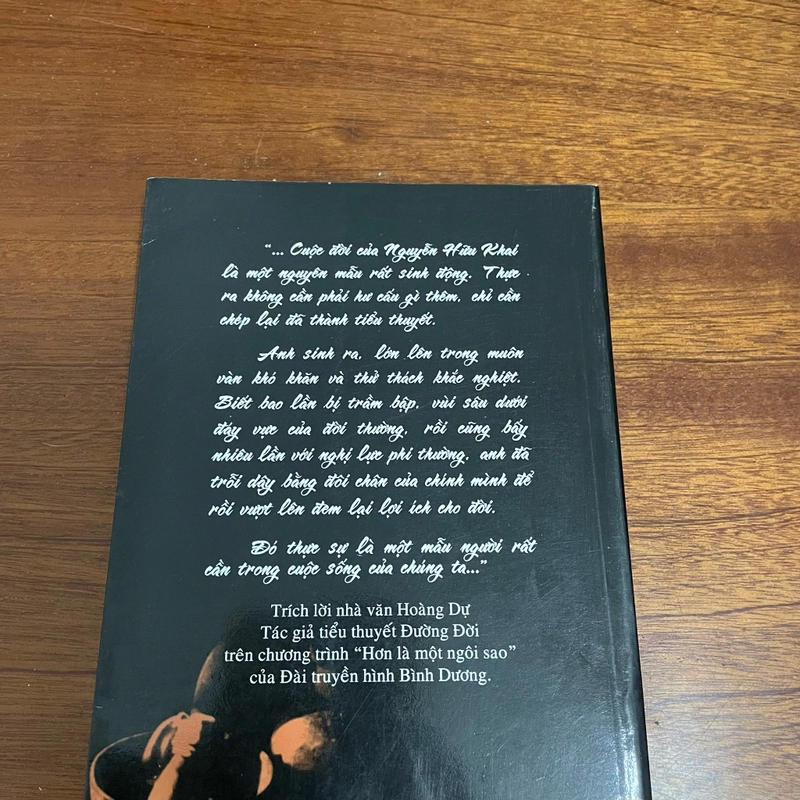 "... Cuộc đời của Nguyễn Hữu Khai
là một nguyên mẫu rất sinh động. Thực
ra không cần phải hư cấu gì thêm, chỉ cần
chép lại đã thành tiểu thuyết.
Anh sinh ra, lớn lên trong muôn
vàn khó khăn và thử thách khắc nghiệt.
Biết bao lần bị trầm bập, vùi sâu dưới
đáy vực của đời thường, rồi cũng bấy
nhiêu lần với nghị lực phi thường, anh đã
trỗi dậy bằng đôi chân của chính mình để
rồi vượt lên đem lại lợi ích cho đời.
Đó thực sự là một mẫu người rất
cần trong cuộc sống của chúng ta..."
Trích lời nhà văn Hoàng Dự
Tác giả tiểu thuyết Đường Đời
trên chương trình "Hơn là một ngôi sao"
của Đài truyền hình Bình Dương.